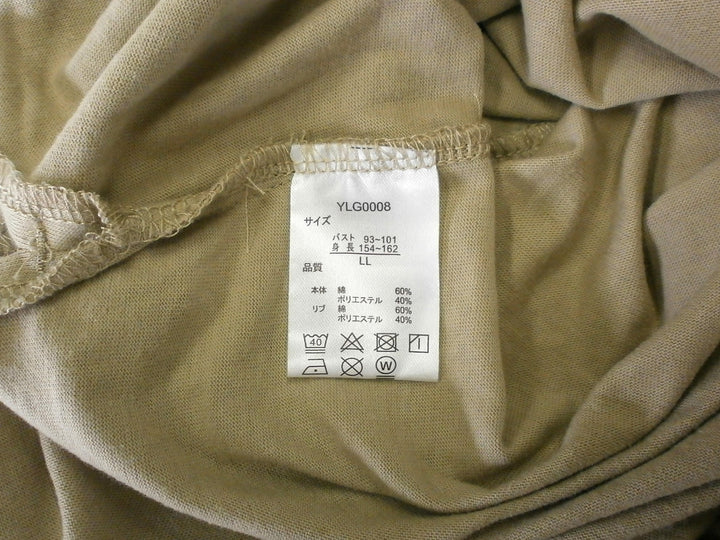 YLG0008
サイズ
バスト 93~101
身長 154~162
LL
品質
本体 綿 60%
ポリエステル 40%
リブ 綿 60%
ポリエステル 40%
40
W